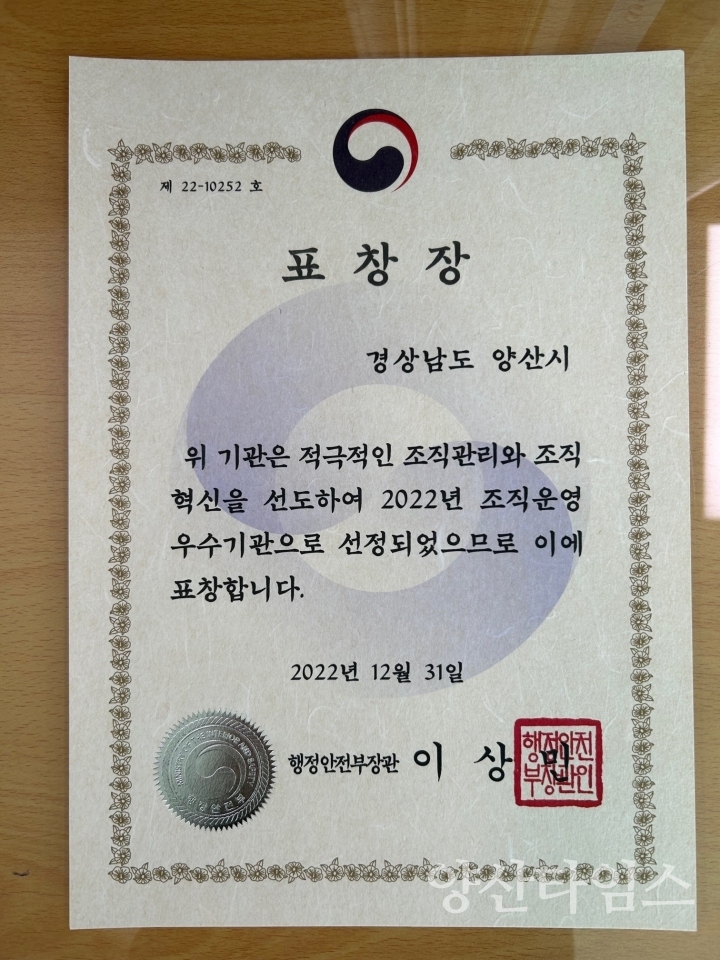 제 22-10252 호
표 창 장
경상남도 양산시
위 기관은 적극적인 조직관리와 조직
혁신을 선도하여 2022년 조직운영
우수기관으로 선정되었으므로 이에
표창합니다.
2022년 12월 31일
행정안전부장관 이 상 민
행정안전
부장관인
양산타임스